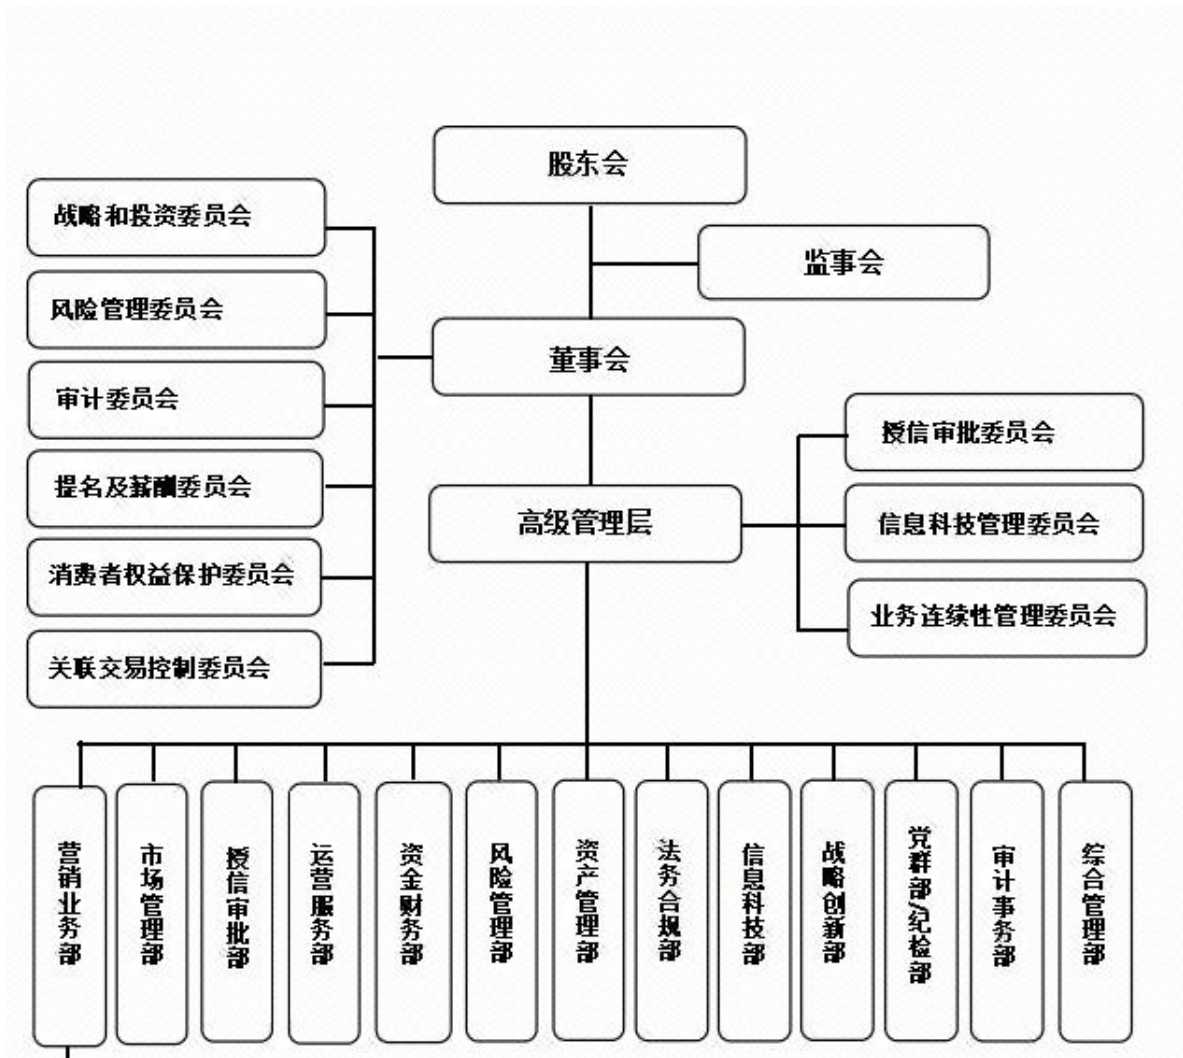 股东会
监事会
董事会
战略和投资委员会
风险管理委员会
审计委员会
提名及薪酬委员会
消费者权益保护委员会
关联交易控制委员会
高级管理层
授信审批委员会
信息科技管理委员会
业务连续性管理委员会
营销业务部
市场管理部
授信审批部
运营服务部
资金财务部
风险管理部
资产管理部
法务合规部
信息科技部
战略创新部
党群部/纪检部
审计事务部
综合管理部